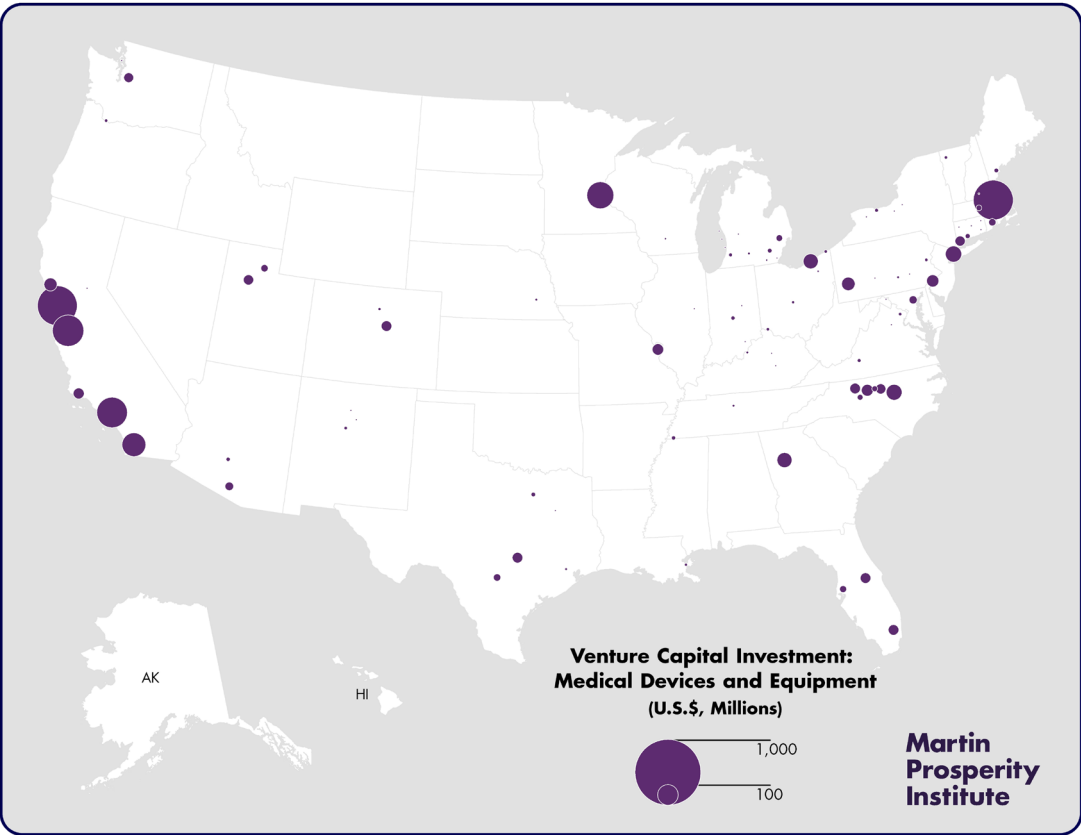 AK
HI
Venture Capital Investment:
Medical Devices and Equipment
(U.S.$, Millions)
1,000
100
Martin
Prosperity
Institute